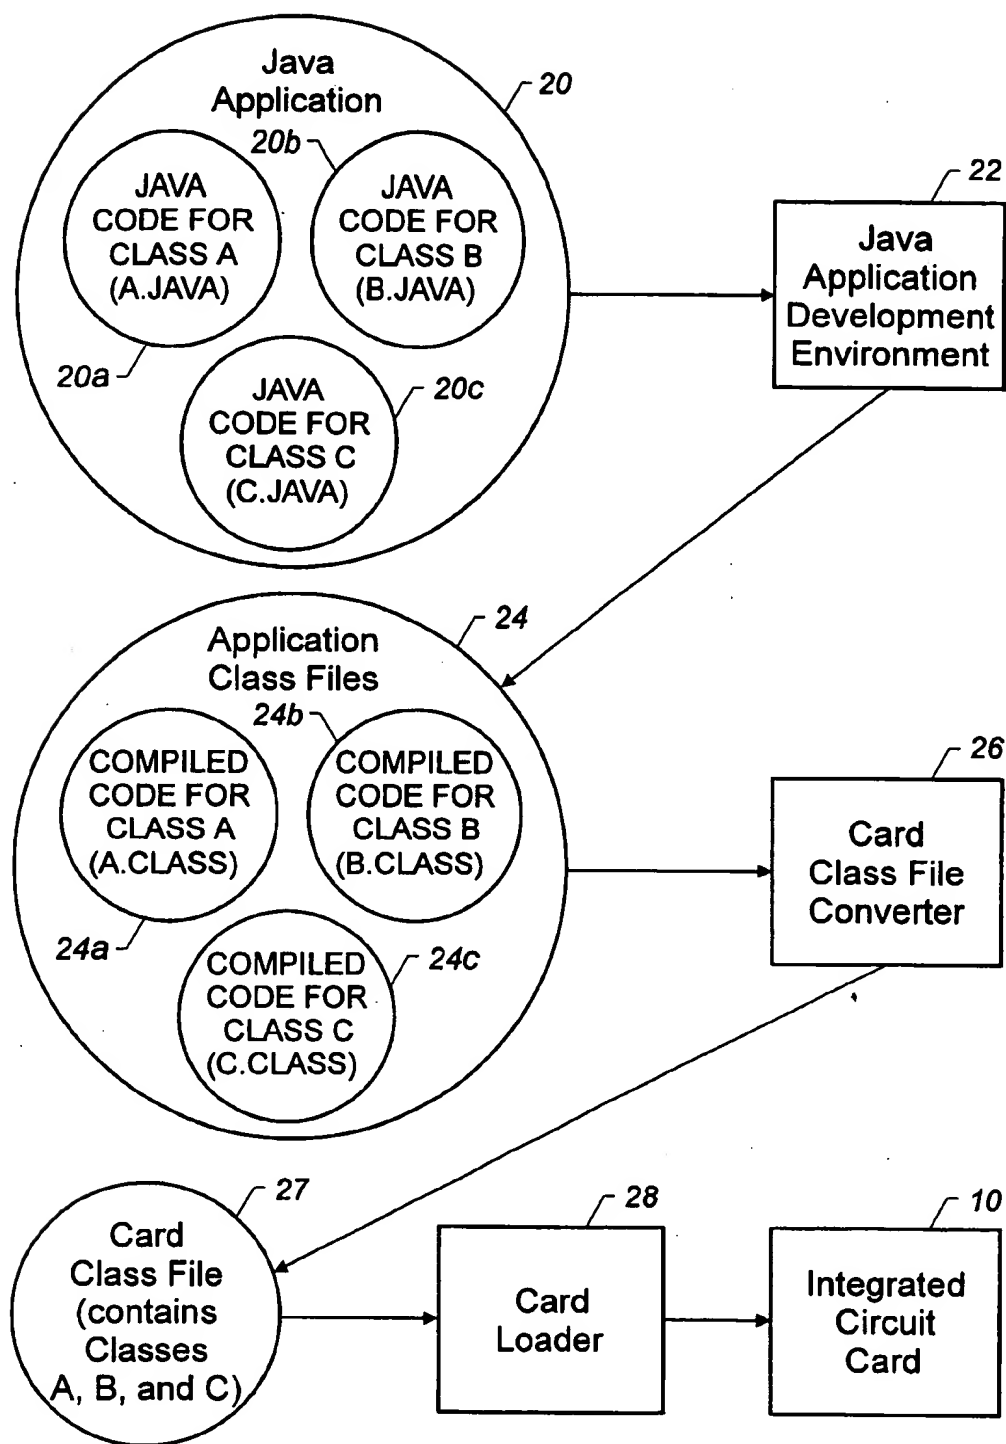 Java
Application
20
20b
JAVA
CODE FOR
CLASS A
(A.JAVA)
JAVA
CODE FOR
CLASS B
(B.JAVA)
20a
JAVA
CODE FOR
CLASS C
(C.JAVA)
20c
22
Java
Application
Development
Environment
Application
Class Files
24
24b
COMPILED
CODE FOR
CLASS A
(A.CLASS)
COMPILED
CODE FOR
CLASS B
(B.CLASS)
24a
COMPILED
CODE FOR
CLASS C
(C.CLASS)
24c
26
Card
Class File
Converter
27
Card
Class File
(contains
Classes
A, B, and C)
28
Card
Loader
10
Integrated
Circuit
Card